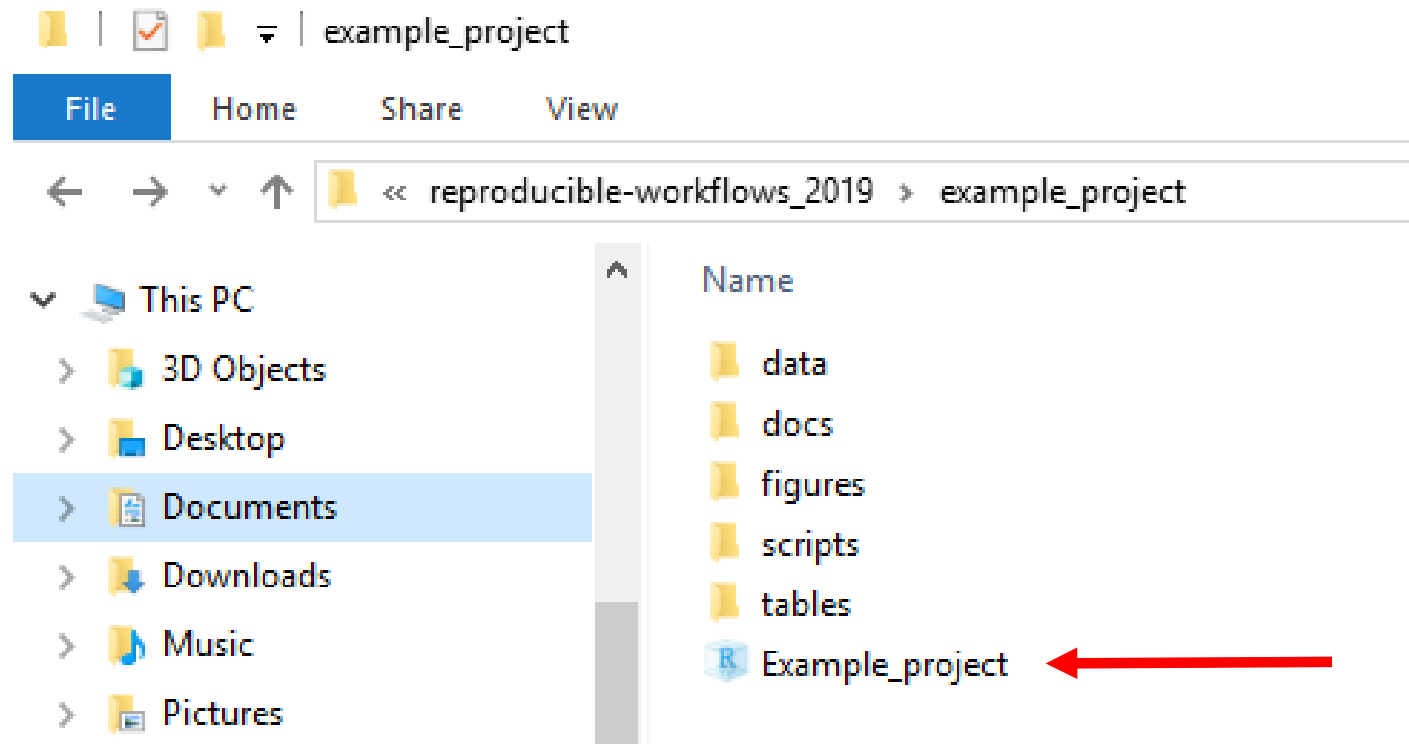 example_project
File Home Share View
« reproducible-workflows_2019 > example_project
This PC
3D Objects
Desktop
Documents
Downloads
Music
Pictures
Name
data
docs
figures
scripts
tables
R Example_project